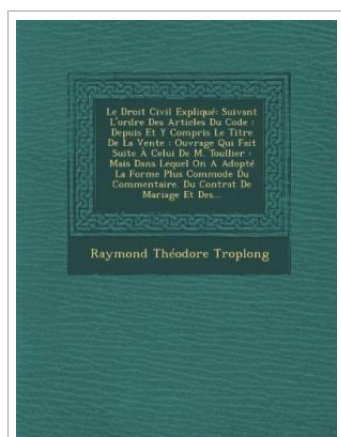 Le Droit Civil Expliqué: Suivant
L'ordre Des Articles Du Code :
Depuis Et Y Compris Le Titre
De La Vente : Ouvrage Qui Fait
Suite À Celui De M. Toullier :
Mais Dans Lequel On A Adopté
La Forme Plus Commode Du
Commentaire. Du Contrat De
Mariage Et Des...
Raymond Théodore Troplong